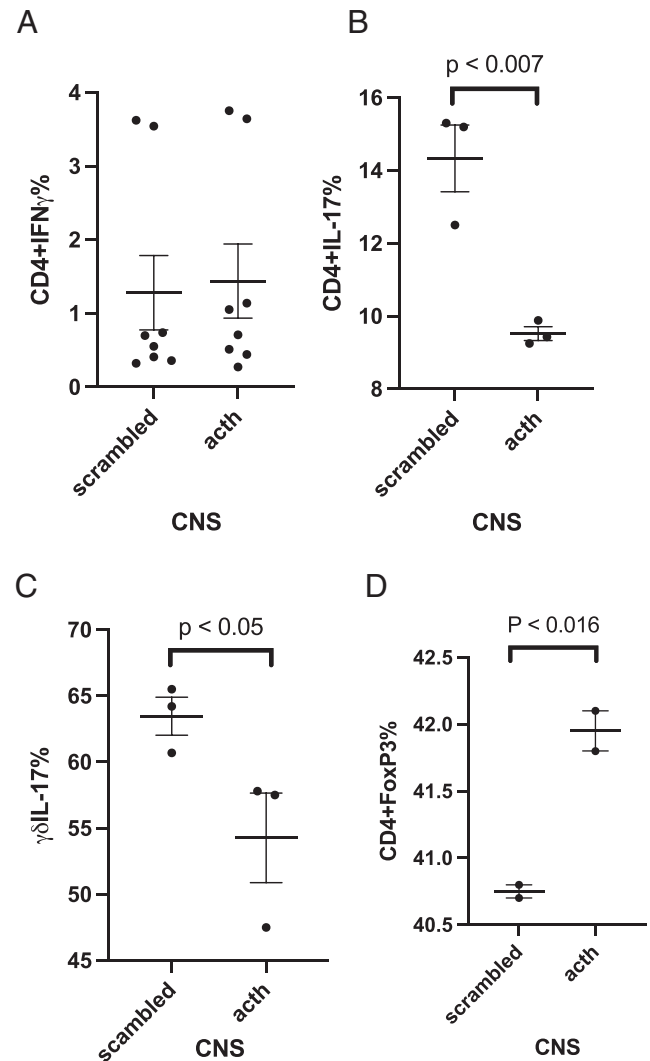 A
CD4+IFNγ%
4
3
2
1
0
scrambled
acth
CNS
B
p < 0.007
CD4+IL-17%
16
14
12
10
8
scrambled
acth
CNS
C
p < 0.05
γδIL-17%
70
65
60
55
50
45
scambled
acth
CNS
D
P < 0.016
CD4+FoxP3%
42.5
42.0
41.5
41.0
40.5
scrambled
acth
CNS